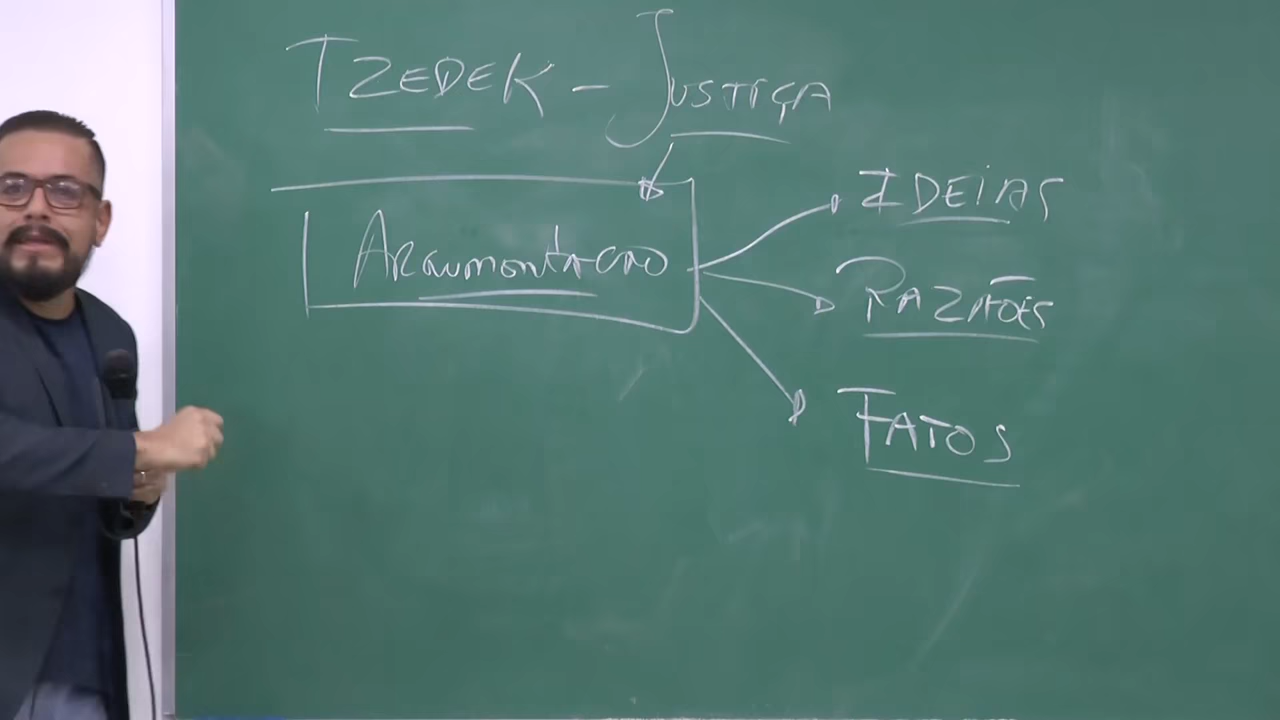 TZEDEK - JUSTIÇA
Argumentação
IDEIAS
RAZÕES
FATOS